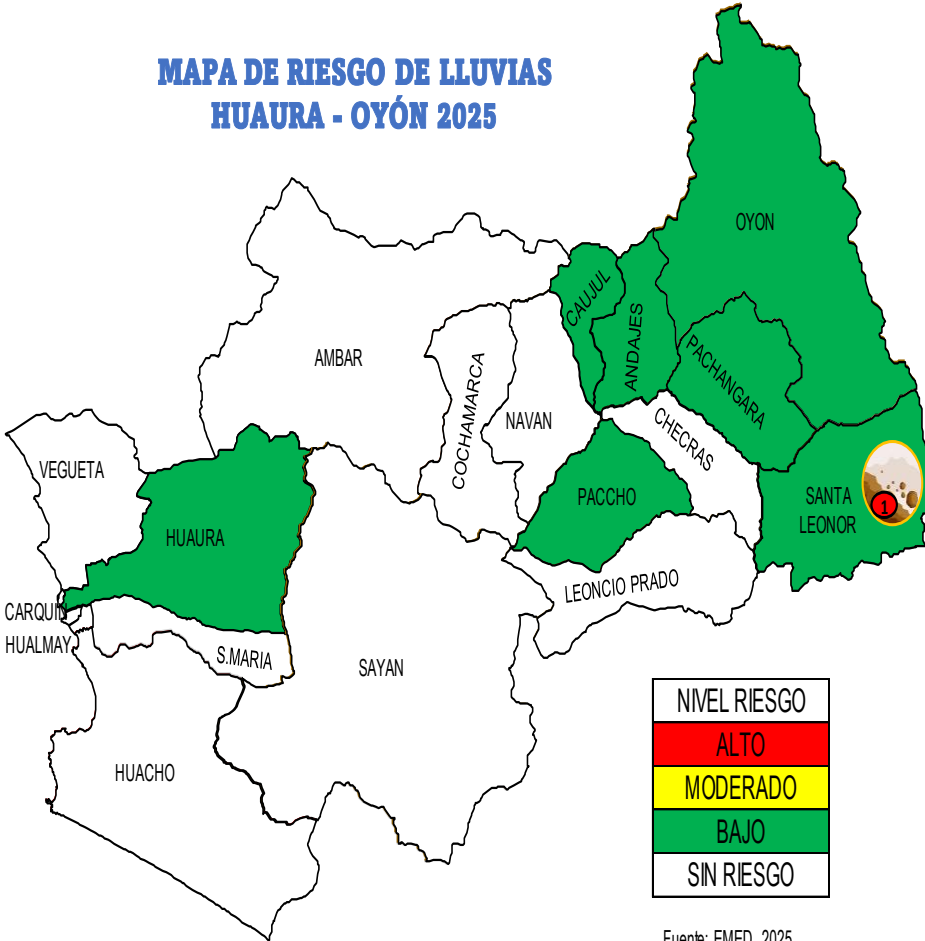 MAPA DE RIESGO DE LLUVIAS
HUAURA - OYÓN 2025
OYON
CAUJUL
ANDAJES
PACHANGARA
AMBAR
COCHAMARCA
NAVAN
CHECRAS
VEGUETA
PACCHO
SANTA
LEONOR
1
HUAURA
LEONCIO PRADO
CARQUIN
HUALMAY
S.MARIA
SAYAN
HUACHO
NIVEL RIESGO
ALTO
MODERADO
BAJO
SIN RIESGO
Fuente: EMED, 2025